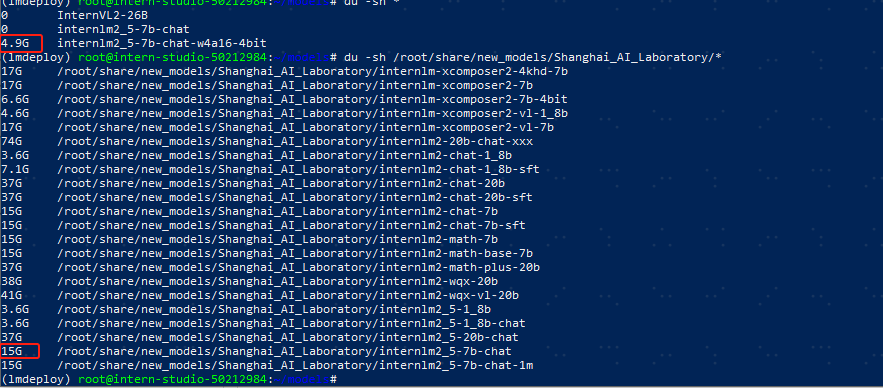 (lmdeploy) root@intern-studio-50212984:~/models# du -sh *
0 InternVL2-26B
0 internlm2_5-7b-chat
4.9G internlm2_5-7b-chat-w4a16-4bit
(lmdeploy) root@intern-studio-50212984:~/models# du -sh /root/share/new_models/Shanghai_AI_Laboratory/*
17G /root/share/new_models/Shanghai_AI_Laboratory/internlm-xcomposer2-4khd-7b
17G /root/share/new_models/Shanghai_AI_Laboratory/internlm-xcomposer2-7b
6.6G /root/share/new_models/Shanghai_AI_Laboratory/internlm-xcomposer2-7b-4bit
4.6G /root/share/new_models/Shanghai_AI_Laboratory/internlm-xcomposer2-vl-1_8b
17G /root/share/new_models/Shanghai_AI_Laboratory/internlm-xcomposer2-vl-7b
74G /root/share/new_models/Shanghai_AI_Laboratory/internlm2-20b-chat-xxx
3.6G /root/share/new_models/Shanghai_AI_Laboratory/internlm2-chat-1_8b
7.1G /root/share/new_models/Shanghai_AI_Laboratory/internlm2-chat-1_8b-sft
37G /root/share/new_models/Shanghai_AI_Laboratory/internlm2-chat-20b
37G /root/share/new_models/Shanghai_AI_Laboratory/internlm2-chat-20b-sft
15G /root/share/new_models/Shanghai_AI_Laboratory/internlm2-chat-7b
15G /root/share/new_models/Shanghai_AI_Laboratory/internlm2-chat-7b-sft
15G /root/share/new_models/Shanghai_AI_Laboratory/internlm2-math-7b
15G /root/share/new_models/Shanghai_AI_Laboratory/internlm2-math-base-7b
37G /root/share/new_models/Shanghai_AI_Laboratory/internlm2-math-plus-20b
38G /root/share/new_models/Shanghai_AI_Laboratory/internlm2-wqx-20b
41G /root/share/new_models/Shanghai_AI_Laboratory/internlm2-wqx-vl-20b
3.6G /root/share/new_models/Shanghai_AI_Laboratory/internlm2_5-1_8b
3.6G /root/share/new_models/Shanghai_AI_Laboratory/internlm2_5-1_8b-chat
37G /root/share/new_models/Shanghai_AI_Laboratory/internlm2_5-20b-chat
15G /root/share/new_models/Shanghai_AI_Laboratory/internlm2_5-7b-chat
15G /root/share/new_models/Shanghai_AI_Laboratory/internlm2_5-7b-chat-1m
(lmdeploy) root@intern-studio-50212984:~/models#